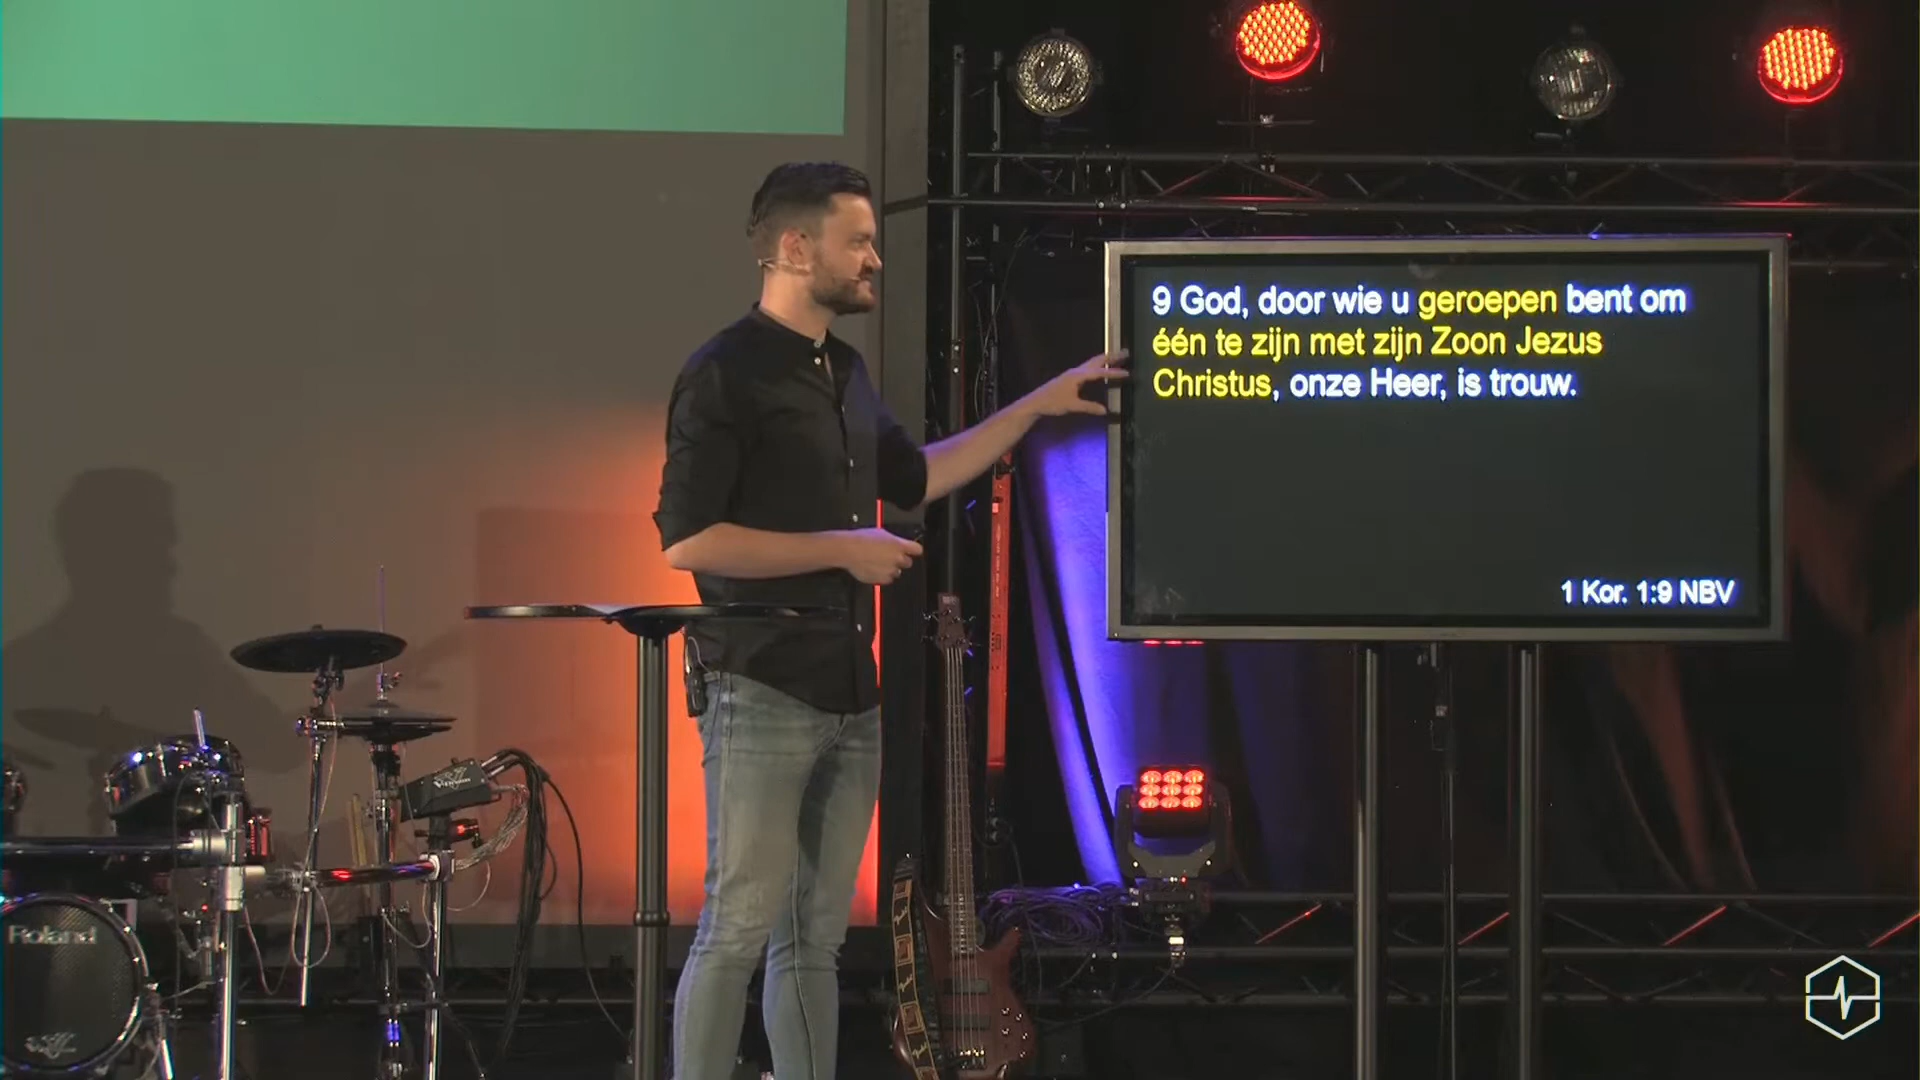 9 God, door wie u geroepen bent om
één te zijn met zijn Zoon Jezus
Christus, onze Heer, is trouw.
1 Kor. 1:9 NBV
Roland